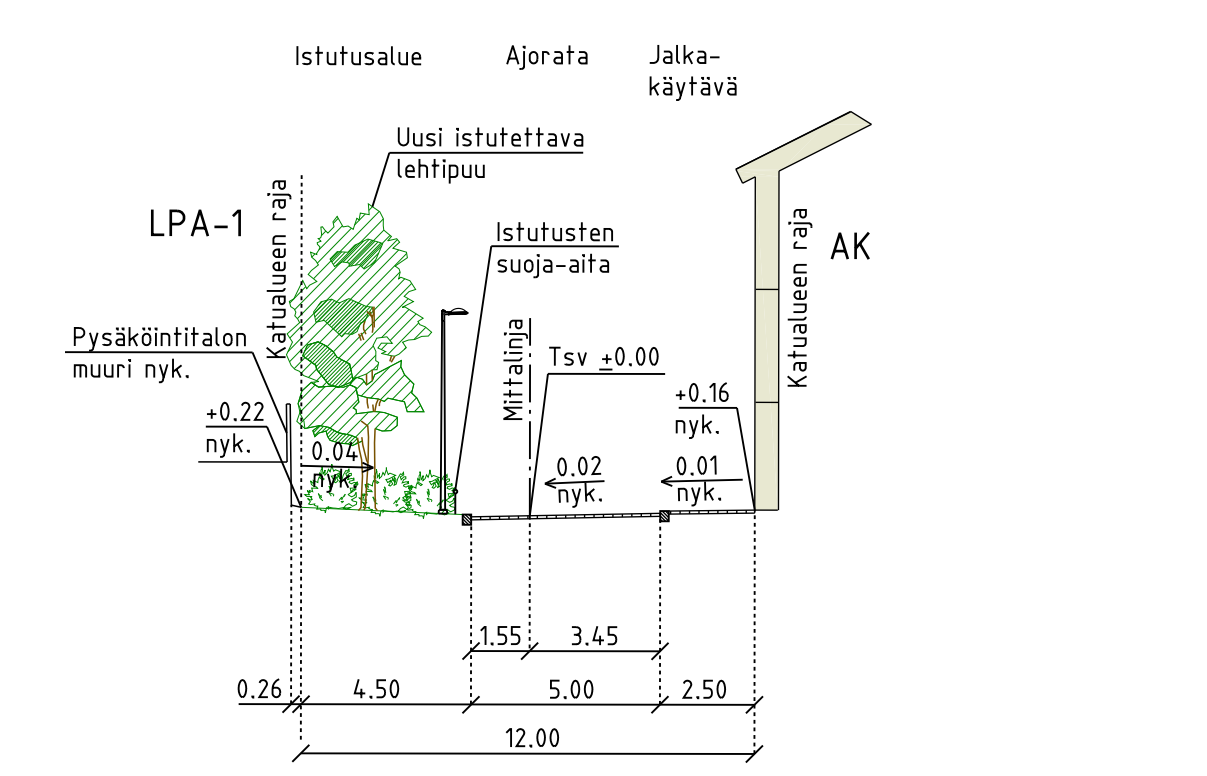 Istutusalue
Ajorata
Jalka-
käytävä
Uusi istutettava
lehtipuu
LPA-1
Katualueen raja
Istutusten
suoja-aita
Katualueen raja
AK
Pysäköintitalon
muuri nyk.
Mittalinja
Tsv ±0.00
+0.22
nyk.
+0.16
nyk.
0.04
nyk.
0.02
nyk.
0.01
nyk.
1.55
3.45
0.26
4.50
5.00
2.50
12.00